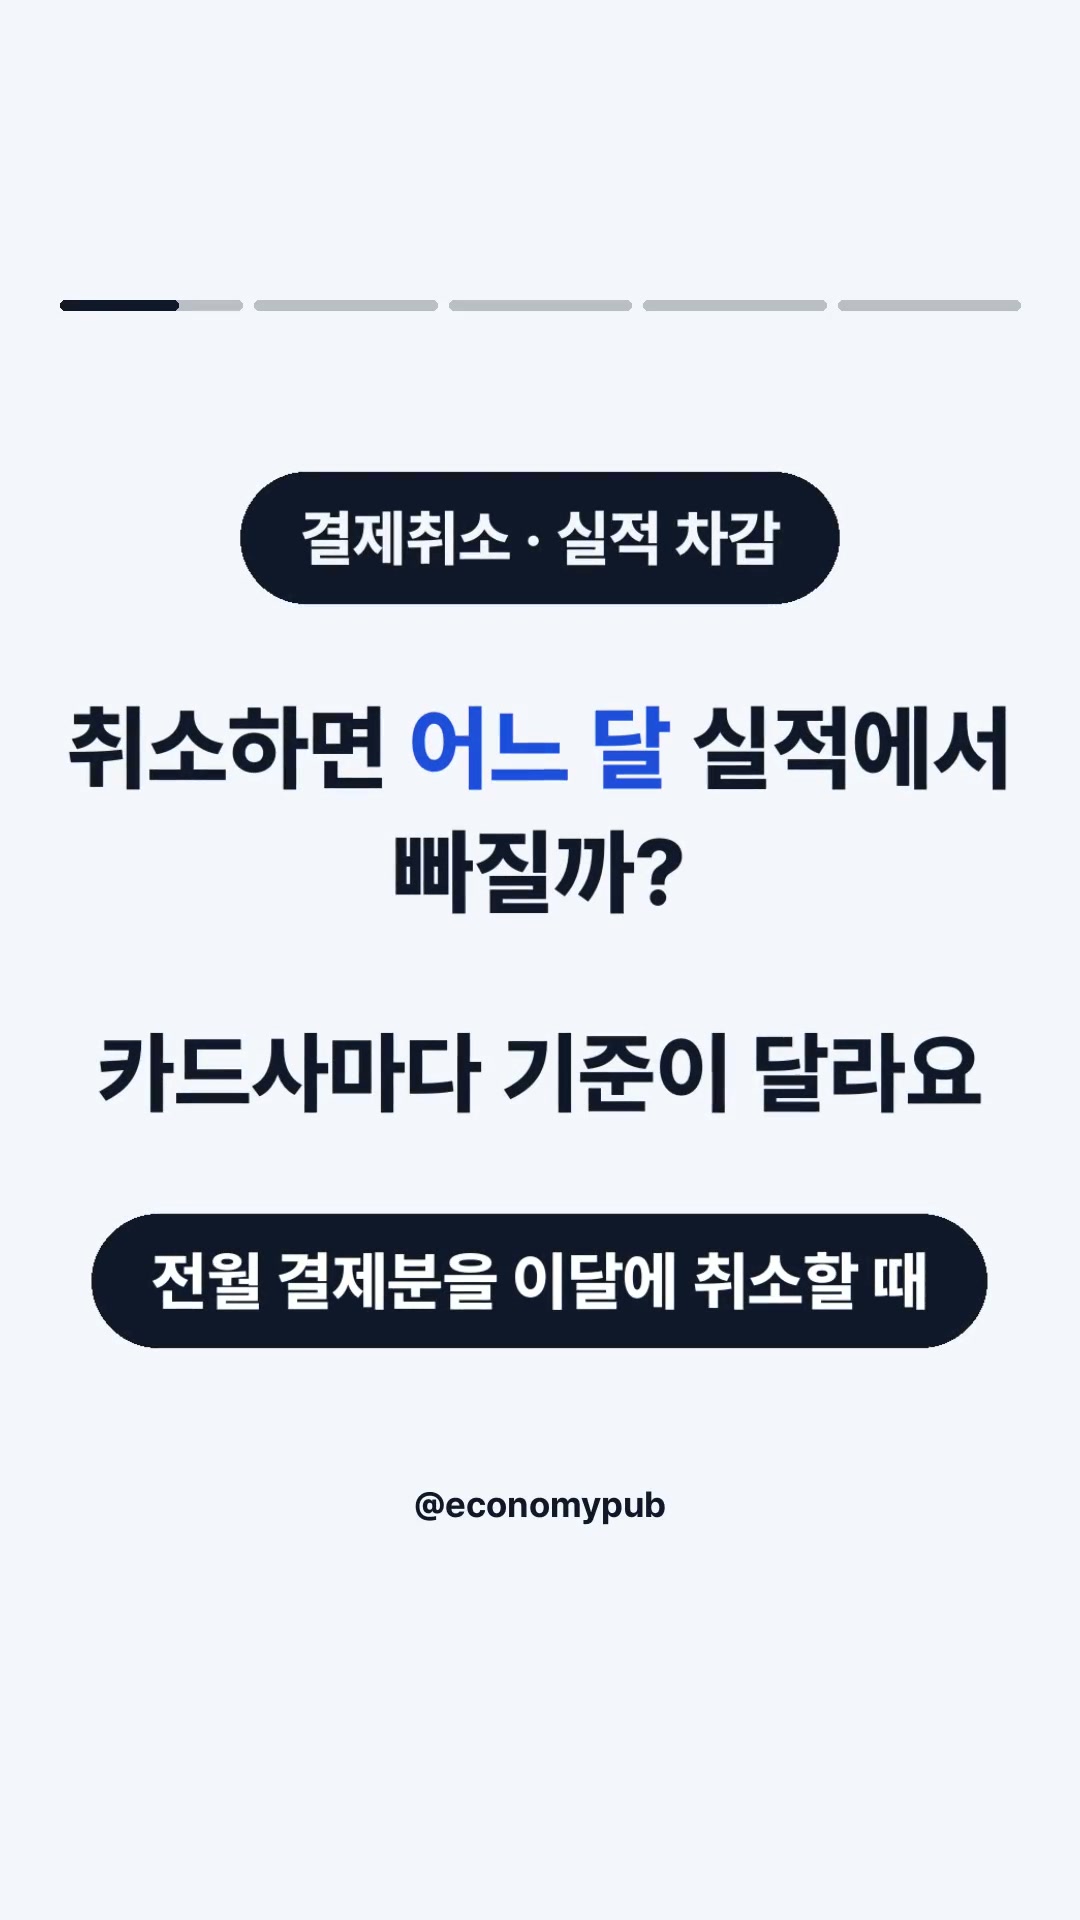 결제취소 · 실적 차감
취소하면 어느 달 실적에서
빠질까?
카드사마다 기준이 달라요
전월 결제분을 이달에 취소할 때
@economypub